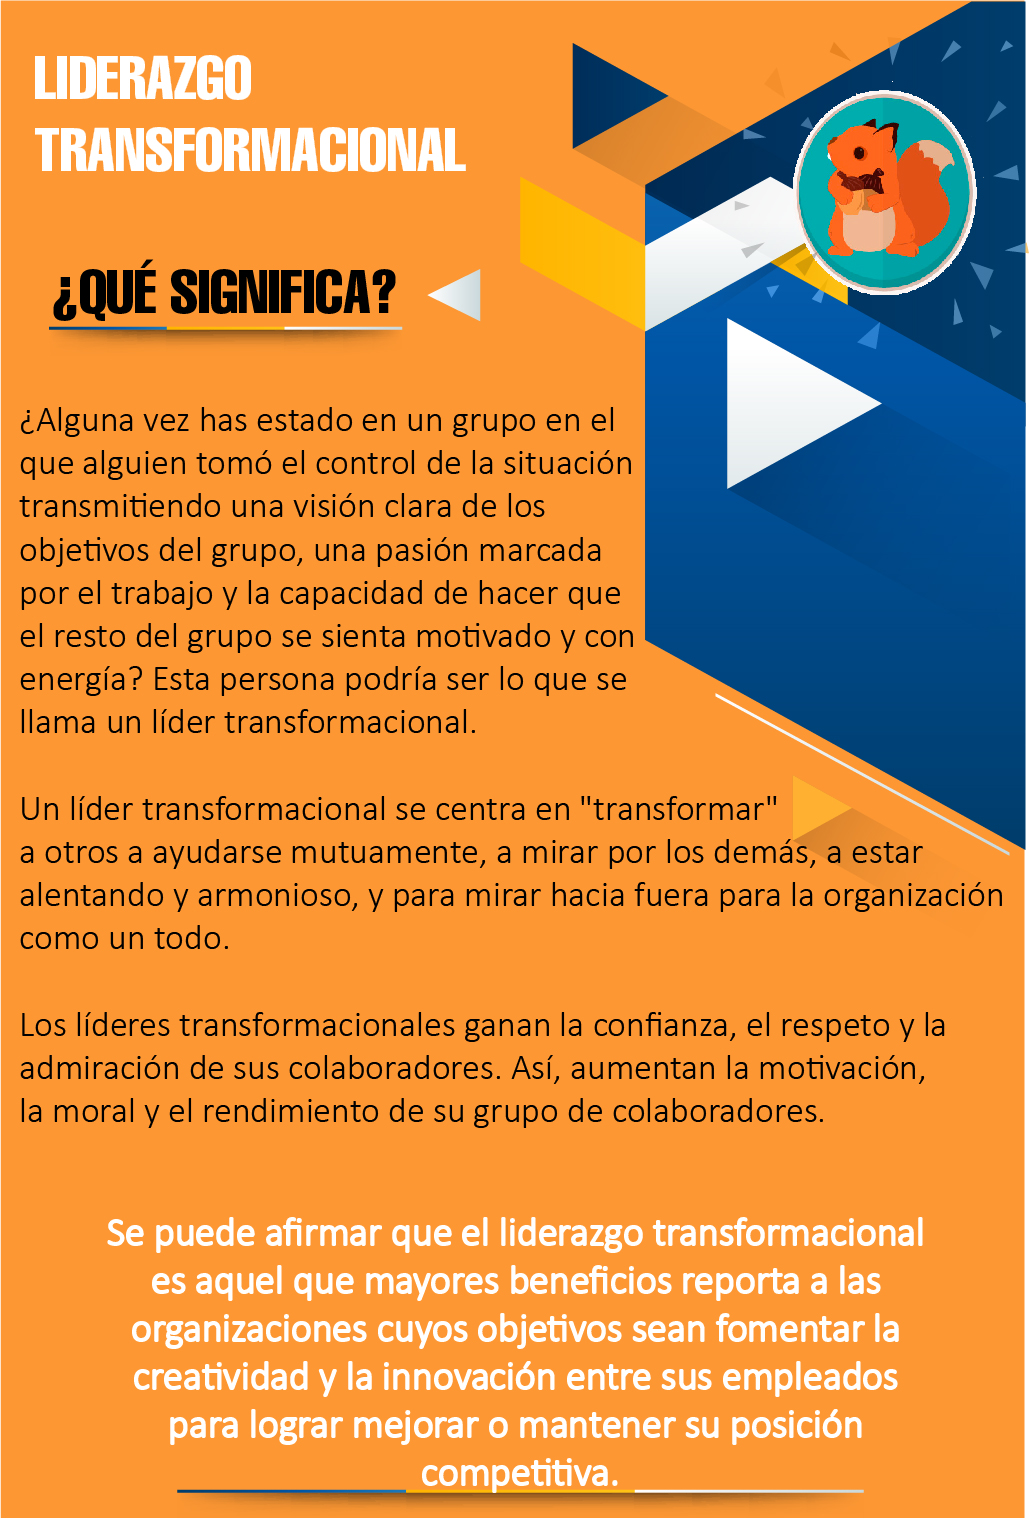 LIDERAZGO
TRANSFORMACIONAL
¿QUÉ SIGNIFICA?
¿Alguna vez has estado en un grupo en el
que alguien tomó el control de la situación
transmitiendo una visión clara de los
objetivos del grupo, una pasión marcada
por el trabajo y la capacidad de hacer que
el resto del grupo se sienta motivado y con
energía? Esta persona podría ser lo que se
llama un líder transformacional.
Un líder transformacional se centra en "transformar"
a otros a ayudarse mutuamente, a mirar por los demás, a estar
alentando y armonioso, y para mirar hacia fuera para la organización
como un todo.
Los líderes transformacionales ganan la confianza, el respeto y la
admiración de sus colaboradores. Así, aumentan la motivación,
la moral y el rendimiento de su grupo de colaboradores.
Se puede afirmar que el liderazgo transformacional
es aquel que mayores beneficios reporta a las
organizaciones cuyos objetivos sean fomentar la
creatividad y la innovación entre sus empleados
para lograr mejorar o mantener su posición
competitiva.